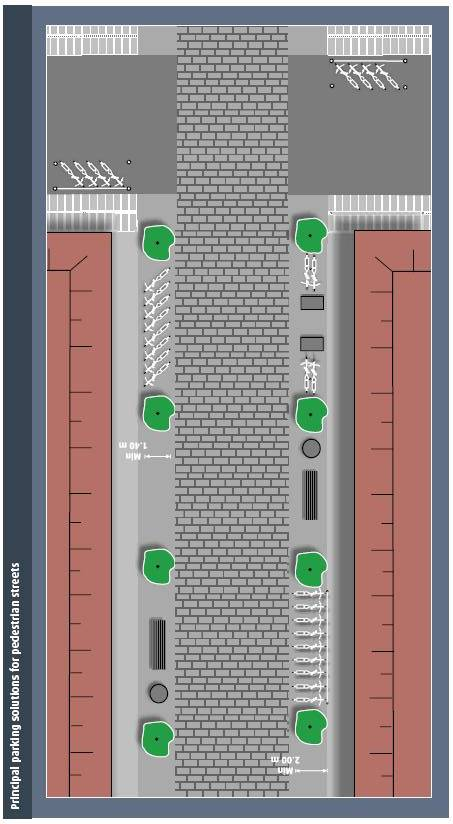 Principal parking solutions for pedestrian streets
Min
1.40 m
Min
2.00 m